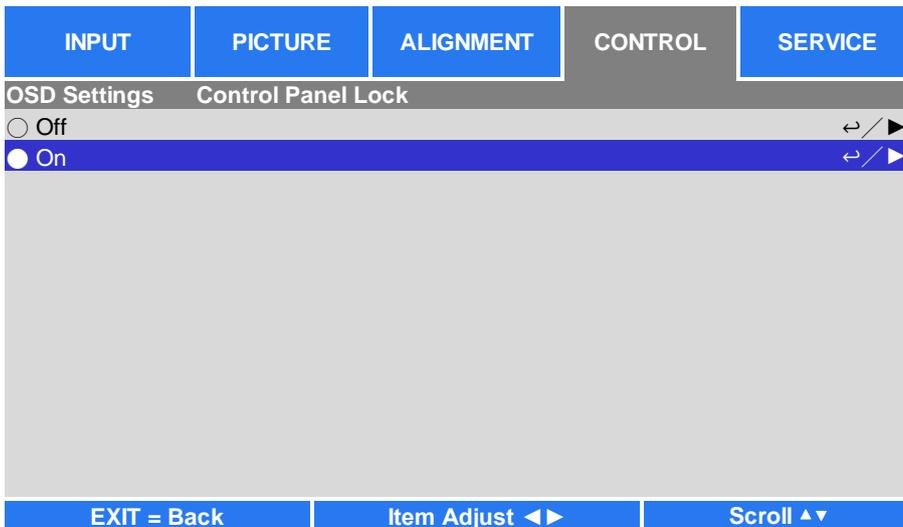 INPUT PICTURE ALIGNMENT CONTROL SERVICE
OSD Settings Control Panel Lock
○ Off ↩／▶
● On ↩／▶
EXIT = Back Item Adjust ◀▶ Scroll ▲▼